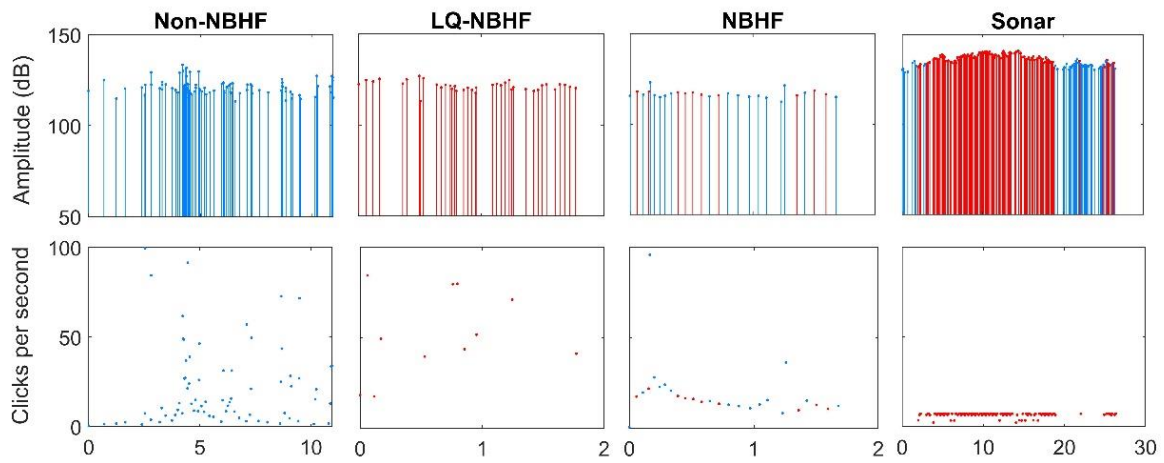 Non-NBHF LQ-NBHF NBHF Sonar
Amplitude (dB)
150
100
50
Clicks per second
100
50
0
0 5 10 0 1 2 0 1 2 0 10 20 30